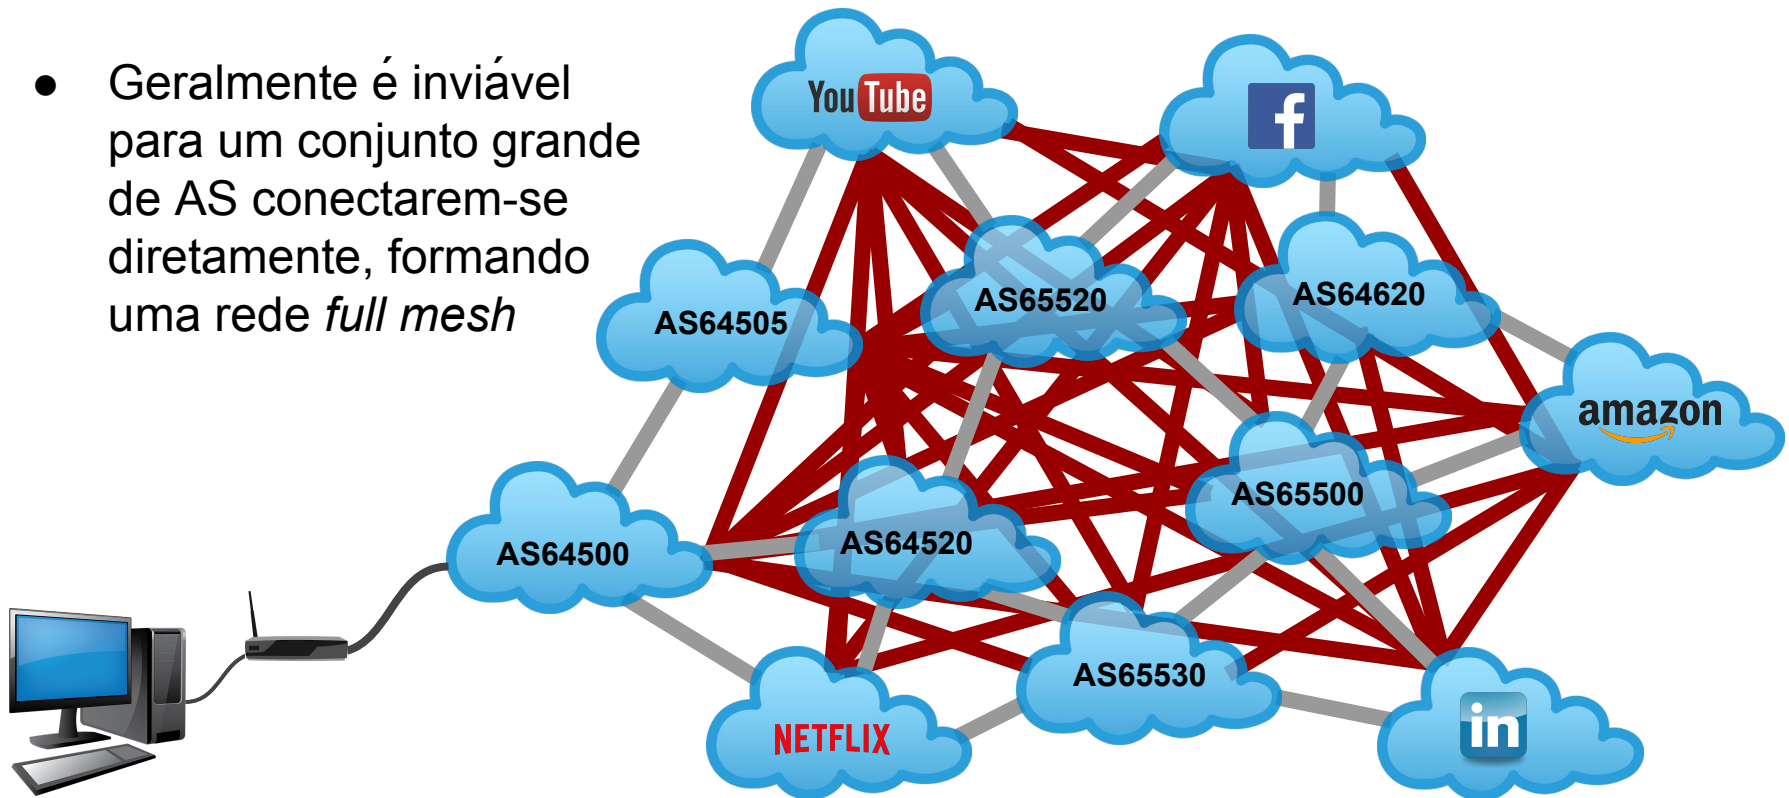 ● Geralmente é inviável
para um conjunto grande
de AS conectarem-se
diretamente, formando
uma rede full mesh
YouTube
f
AS64505
AS65520
AS64620
amazon
AS64500
AS64520
AS65500
AS65530
NETFLIX
in